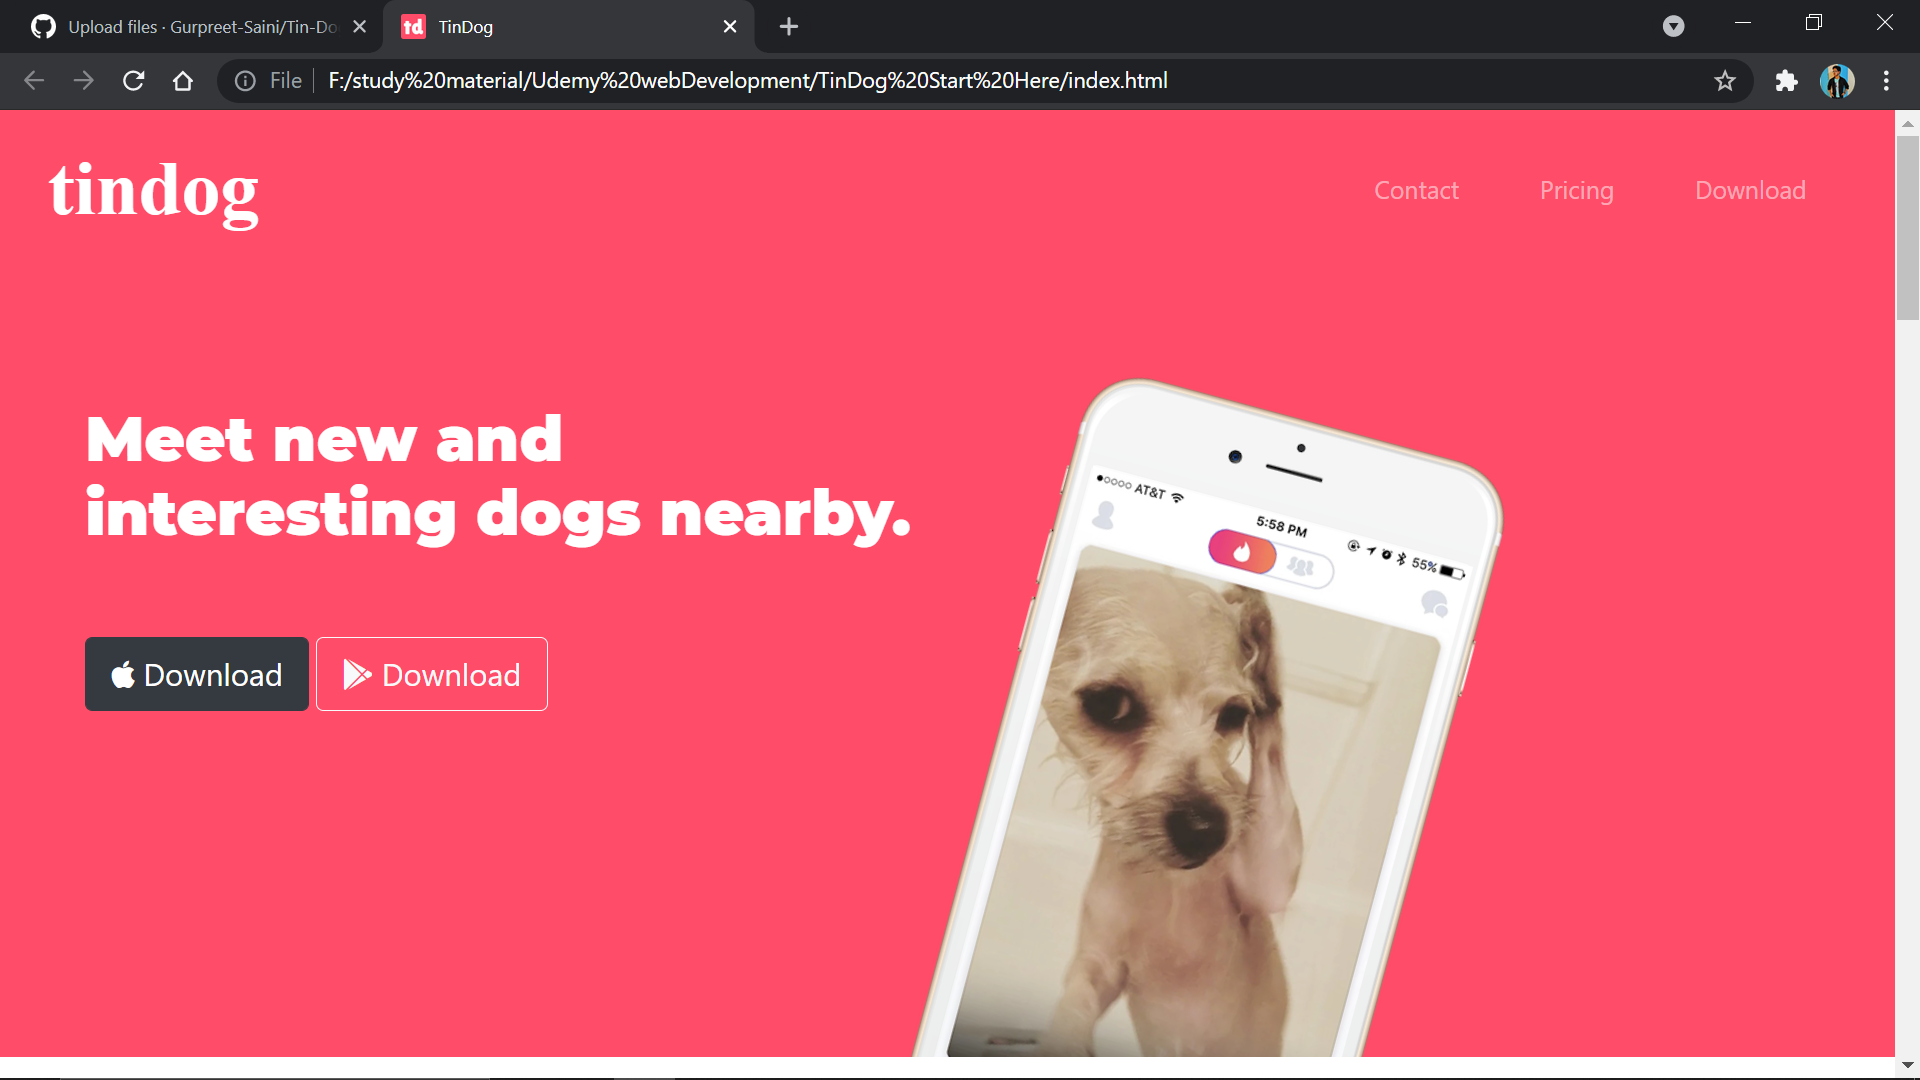 Upload files · Gurpreet-Saini/Tin-Do
td TinDog
File F:/study%20material/Udemy%20webDevelopment/TinDog%20Start%20Here/index.html
tindog
Contact Pricing Download
Meet new and
interesting dogs nearby.
Download Download
AT&T 5:58 PM 55%